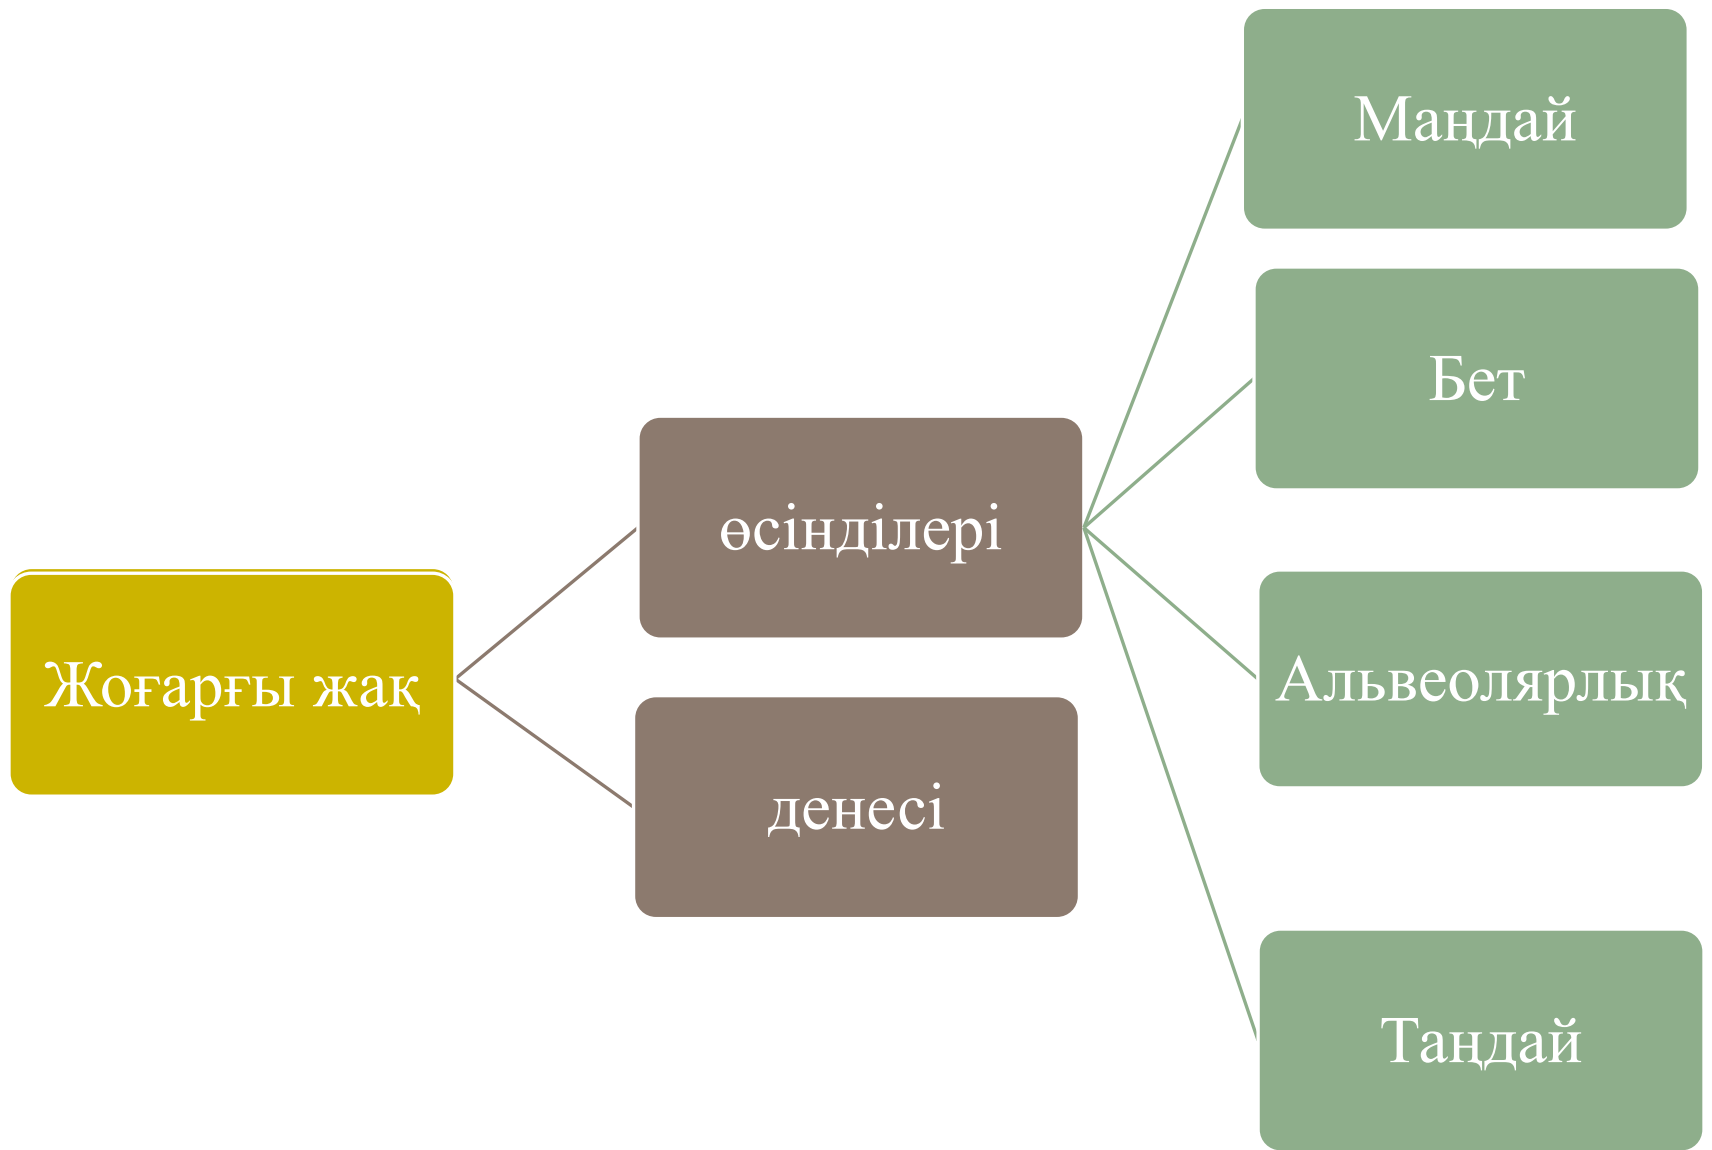 Жоғарғы жақ
өсінділері
денесі
Маңдай
Бет
Альвеолярлық
Таңдай